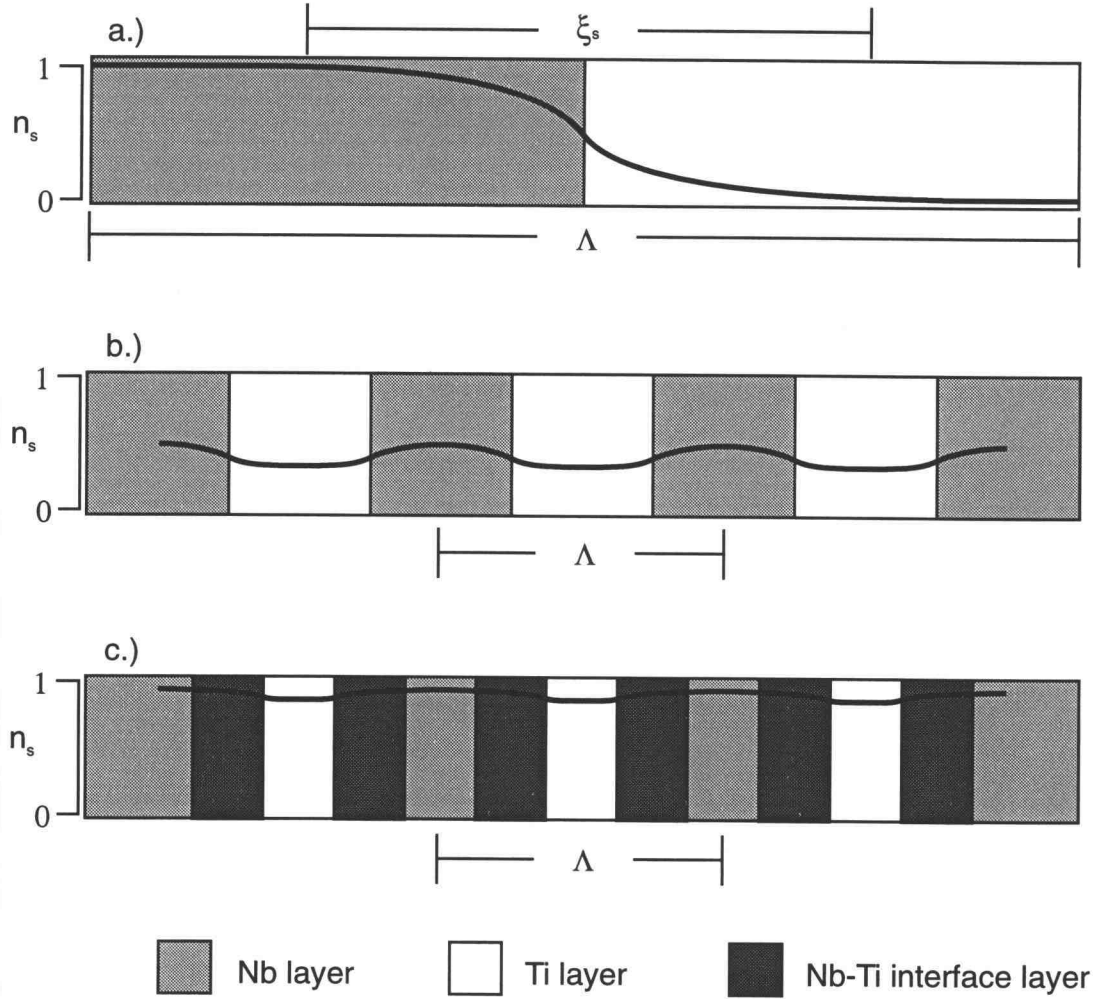 a.)
ξs
1
ns
0
Λ
b.)
1
ns
0
Λ
c.)
1
ns
0
Λ
Nb layer
Ti layer
Nb-Ti interface layer